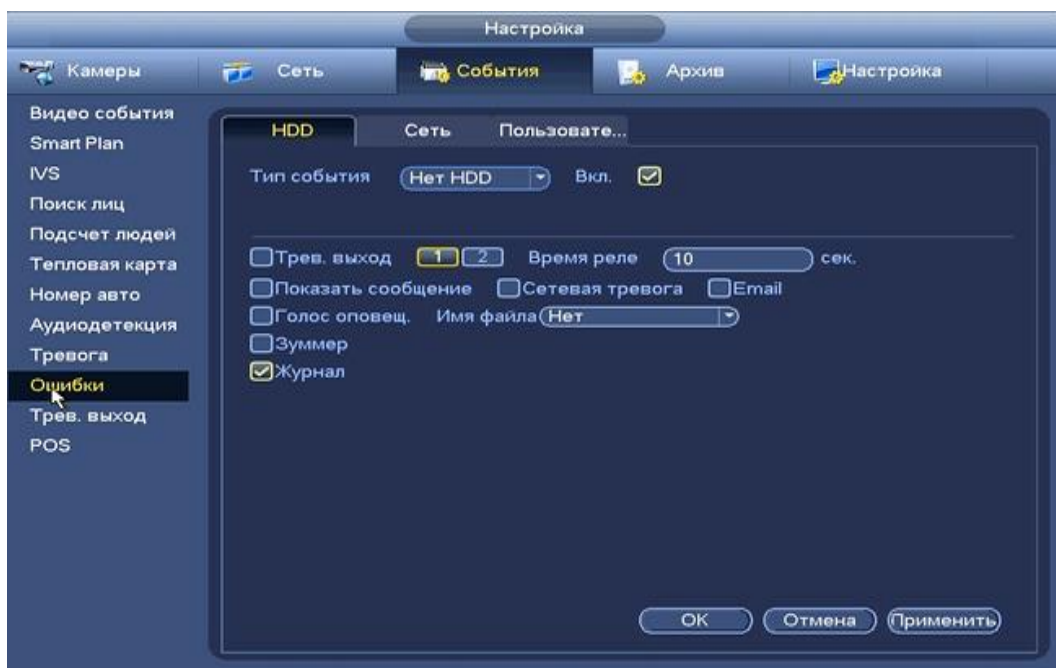 Настройка
Камеры Сеть События Архив Настройка
Видео события
Smart Plan
IVS
Поиск лиц
Подсчет людей
Тепловая карта
Номер авто
Аудиодетекция
Тревога
Ошибки
Трев. выход
POS
HDD Сеть Пользовате...
Тип события Нет HDD Вкл.
Трев. выход 1 2 Время реле 10 сек.
Показать сообщение Сетевая тревога Email
Голос оповещ. Имя файла Нет
Зуммер
Журнал
OK Отмена Применить